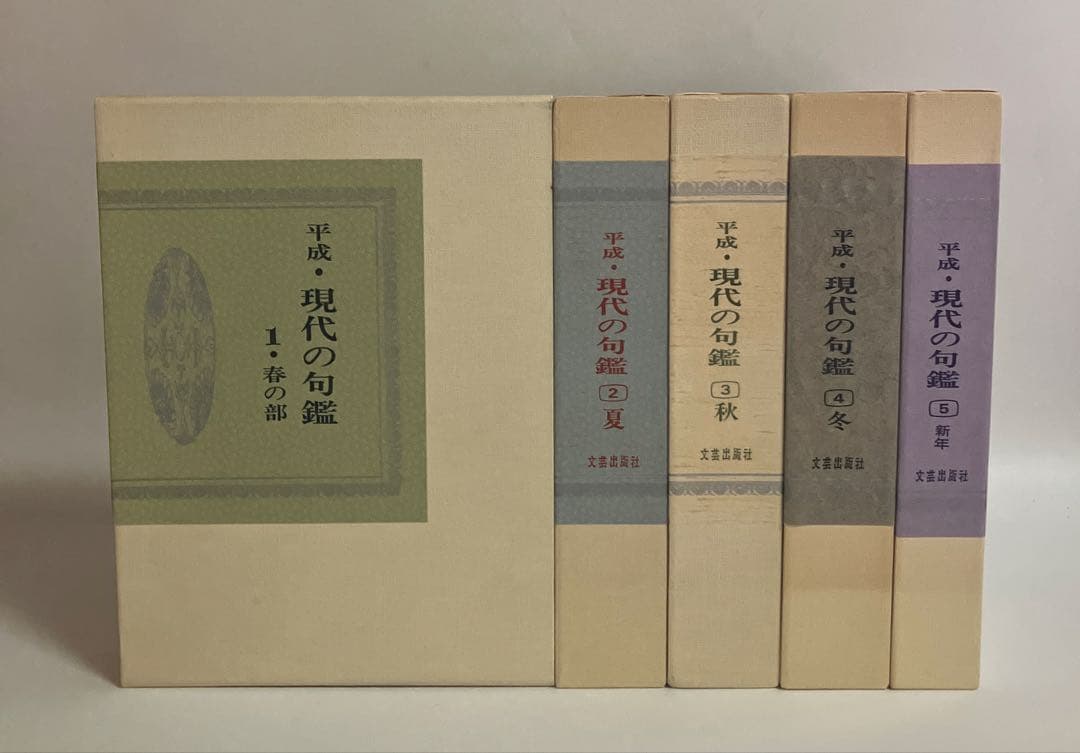 平成・現代の句鑑
1・春の部
平成・現代の句鑑 2 夏
文芸出版社
平成・現代の句鑑 3 秋
文芸出版社
平成・現代の句鑑 4 冬
文芸出版社
平成・現代の句鑑 5 新年
文芸出版社